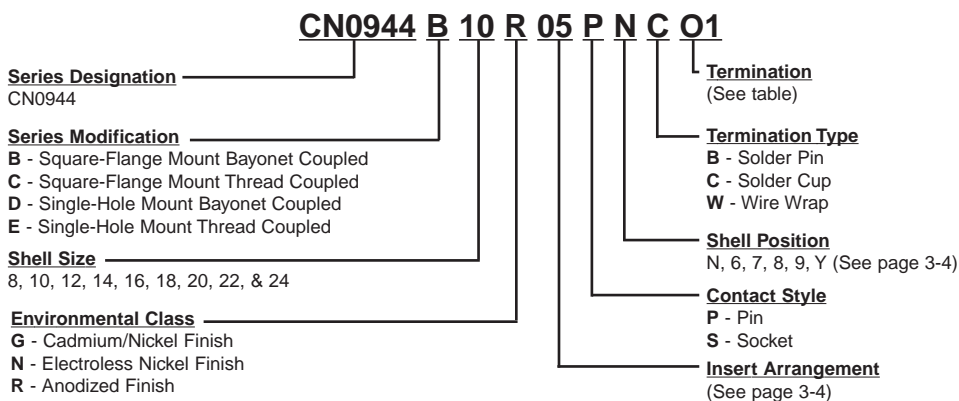 CN0944 B 10 R 05 P N C O1
Series Designation
CN0944
Series Modification
B - Square-Flange Mount Bayonet Coupled
C - Square-Flange Mount Thread Coupled
D - Single-Hole Mount Bayonet Coupled
E - Single-Hole Mount Thread Coupled
Shell Size
8, 10, 12, 14, 16, 18, 20, 22, & 24
Environmental Class
G - Cadmium/Nickel Finish
N - Electroless Nickel Finish
R - Anodized Finish
Termination
(See table)
Termination Type
B - Solder Pin
C - Solder Cup
W - Wire Wrap
Shell Position
N, 6, 7, 8, 9, Y (See page 3-4)
Contact Style
P - Pin
S - Socket
Insert Arrangement
(See page 3-4)